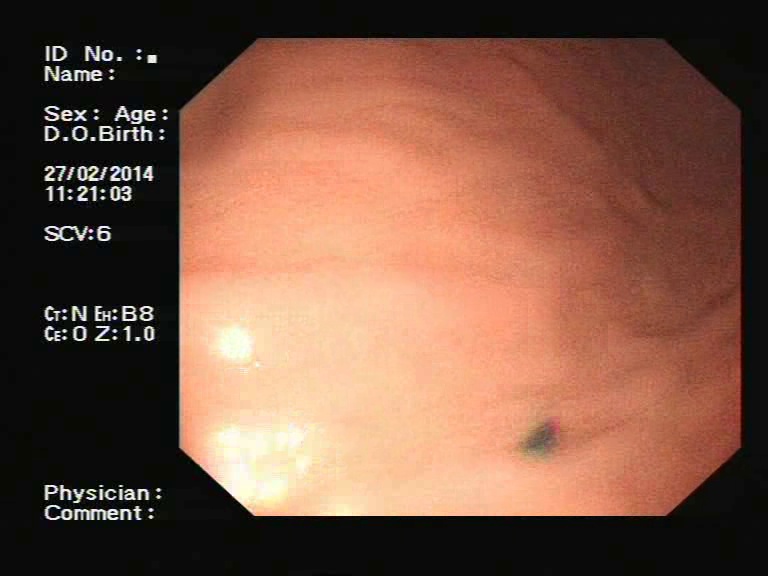 ID No. :
Name:
Sex: Age:
D.O.Birth:
27/02/2014
11:21:03
SCV:6
CT:N EH:B8
CE:0 Z:1.0
Physician:
Comment: